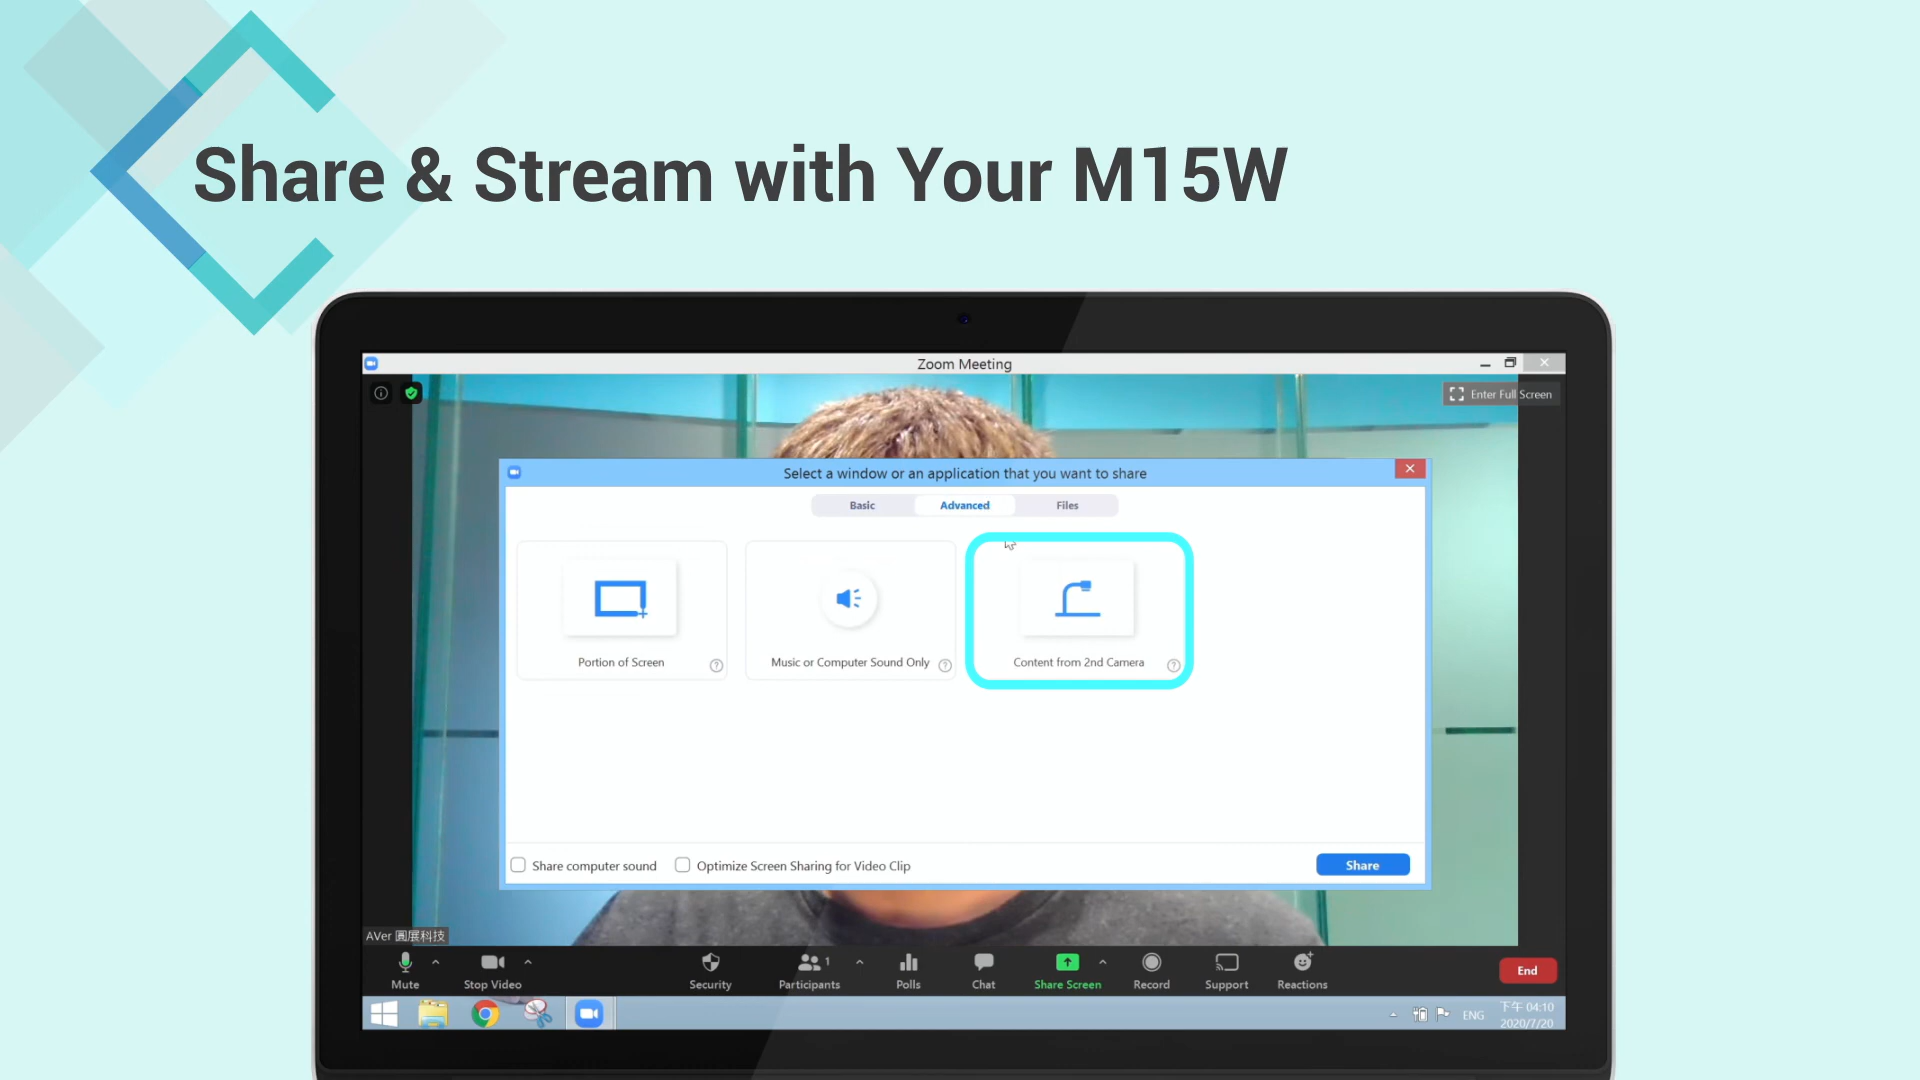 Share & Stream with Your M15W
Zoom Meeting
Enter Full Screen
Select a window or an application that you want to share
Basic
Advanced
Files
Portion of Screen
?
Music or Computer Sound Only
?
Content from 2nd Camera
?
Share computer sound
Optimize Screen Sharing for Video Clip
Share
AVer 圓展科技
Mute
Stop Video
Security
1
Participants
Polls
Chat
Share Screen
Record
Support
Reactions
End
ENG
下午 04:10
2020/7/20